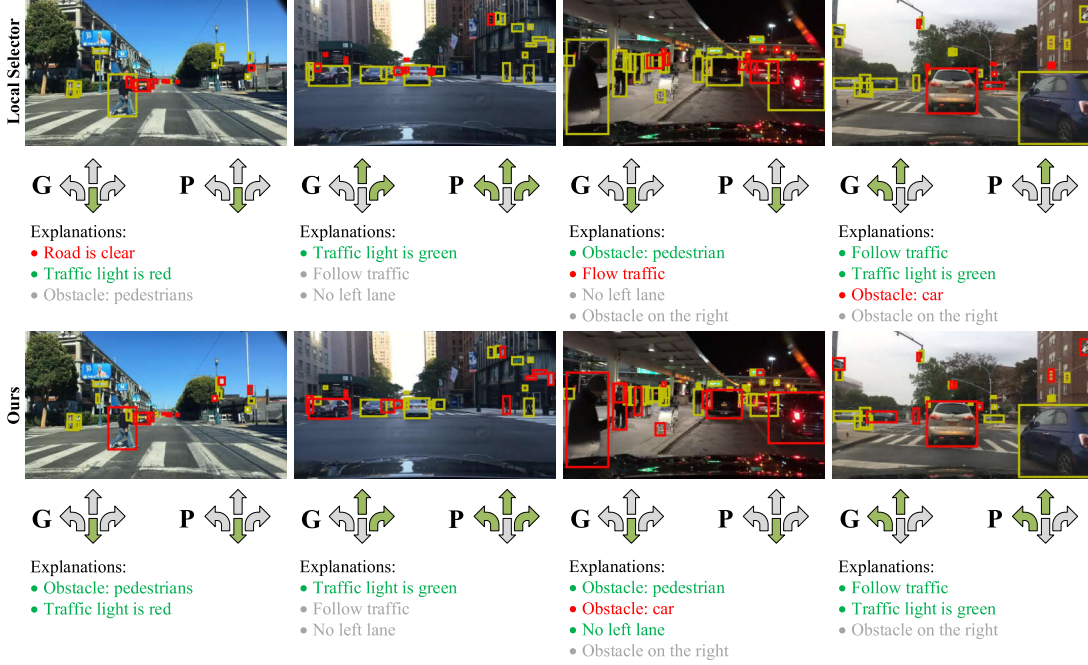 Local Selector
G P G P G P G P
Explanations: Explanations: Explanations: Explanations:
• Road is clear • Traffic light is green • Obstacle: pedestrian • Follow traffic
• Traffic light is red • Follow traffic • Flow traffic • Traffic light is green
• Obstacle: pedestrians • No left lane • No left lane • Obstacle: car
• Obstacle on the right • Obstacle on the right
Ours
G P G P G P G P
Explanations: Explanations: Explanations: Explanations:
• Obstacle: pedestrians • Traffic light is green • Obstacle: pedestrian • Follow traffic
• Traffic light is red • Follow traffic • Obstacle: car • Traffic light is green
• No left lane • No left lane • Obstacle on the right
• Obstacle on the right